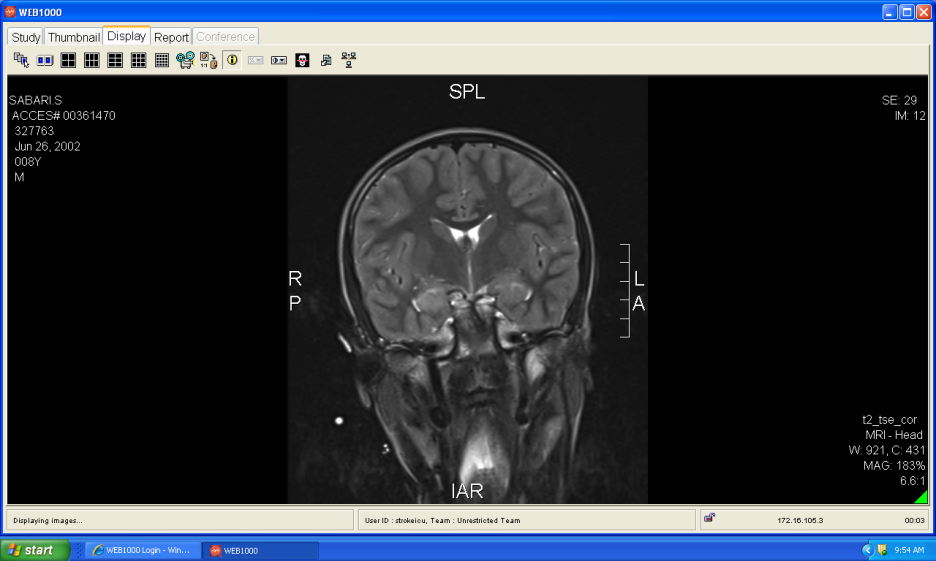 WEB1000
Study Thumbnail Display Report Conference
1:1
SPL
SABARI.S
ACCES# 00361470
327763
Jun 26, 2002
008Y
M
SE: 29
IM: 12
R
P
L
A
t2_tse_cor
MRI - Head
W: 921, C: 431
MAG: 183%
6.6:1
IAR
Displaying images...
User ID : strokeicu, Team : Unrestricted Team
172.16.105.3
00:03
start
WEB1000 Login - Win...
WEB1000
9:54 AM